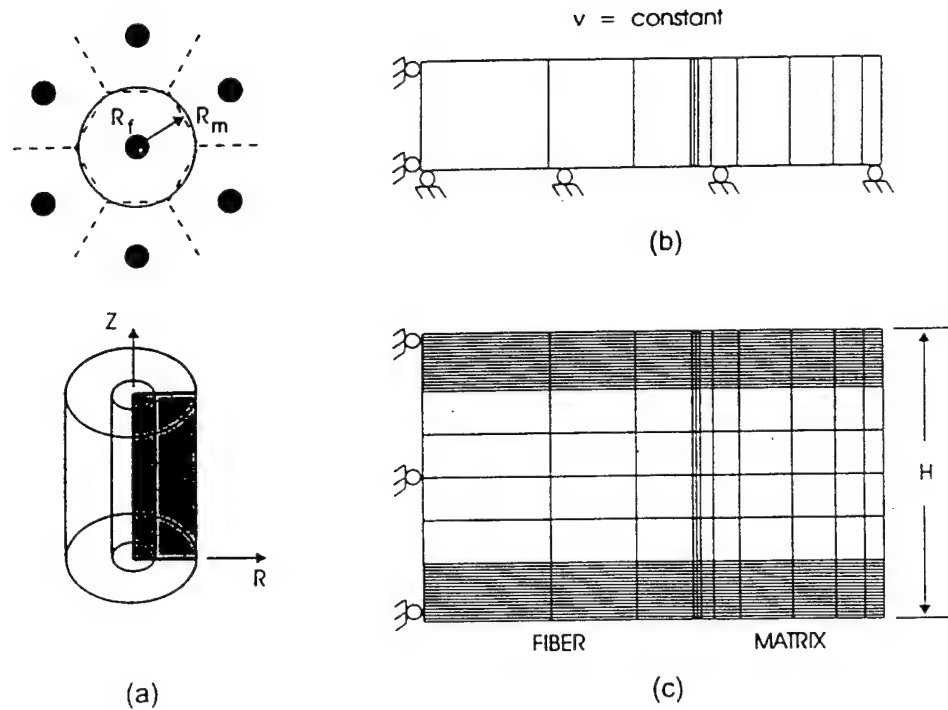 v = constant
R_f
R_m
(b)
Z
R
H
FIBER
MATRIX
(a)
(c)